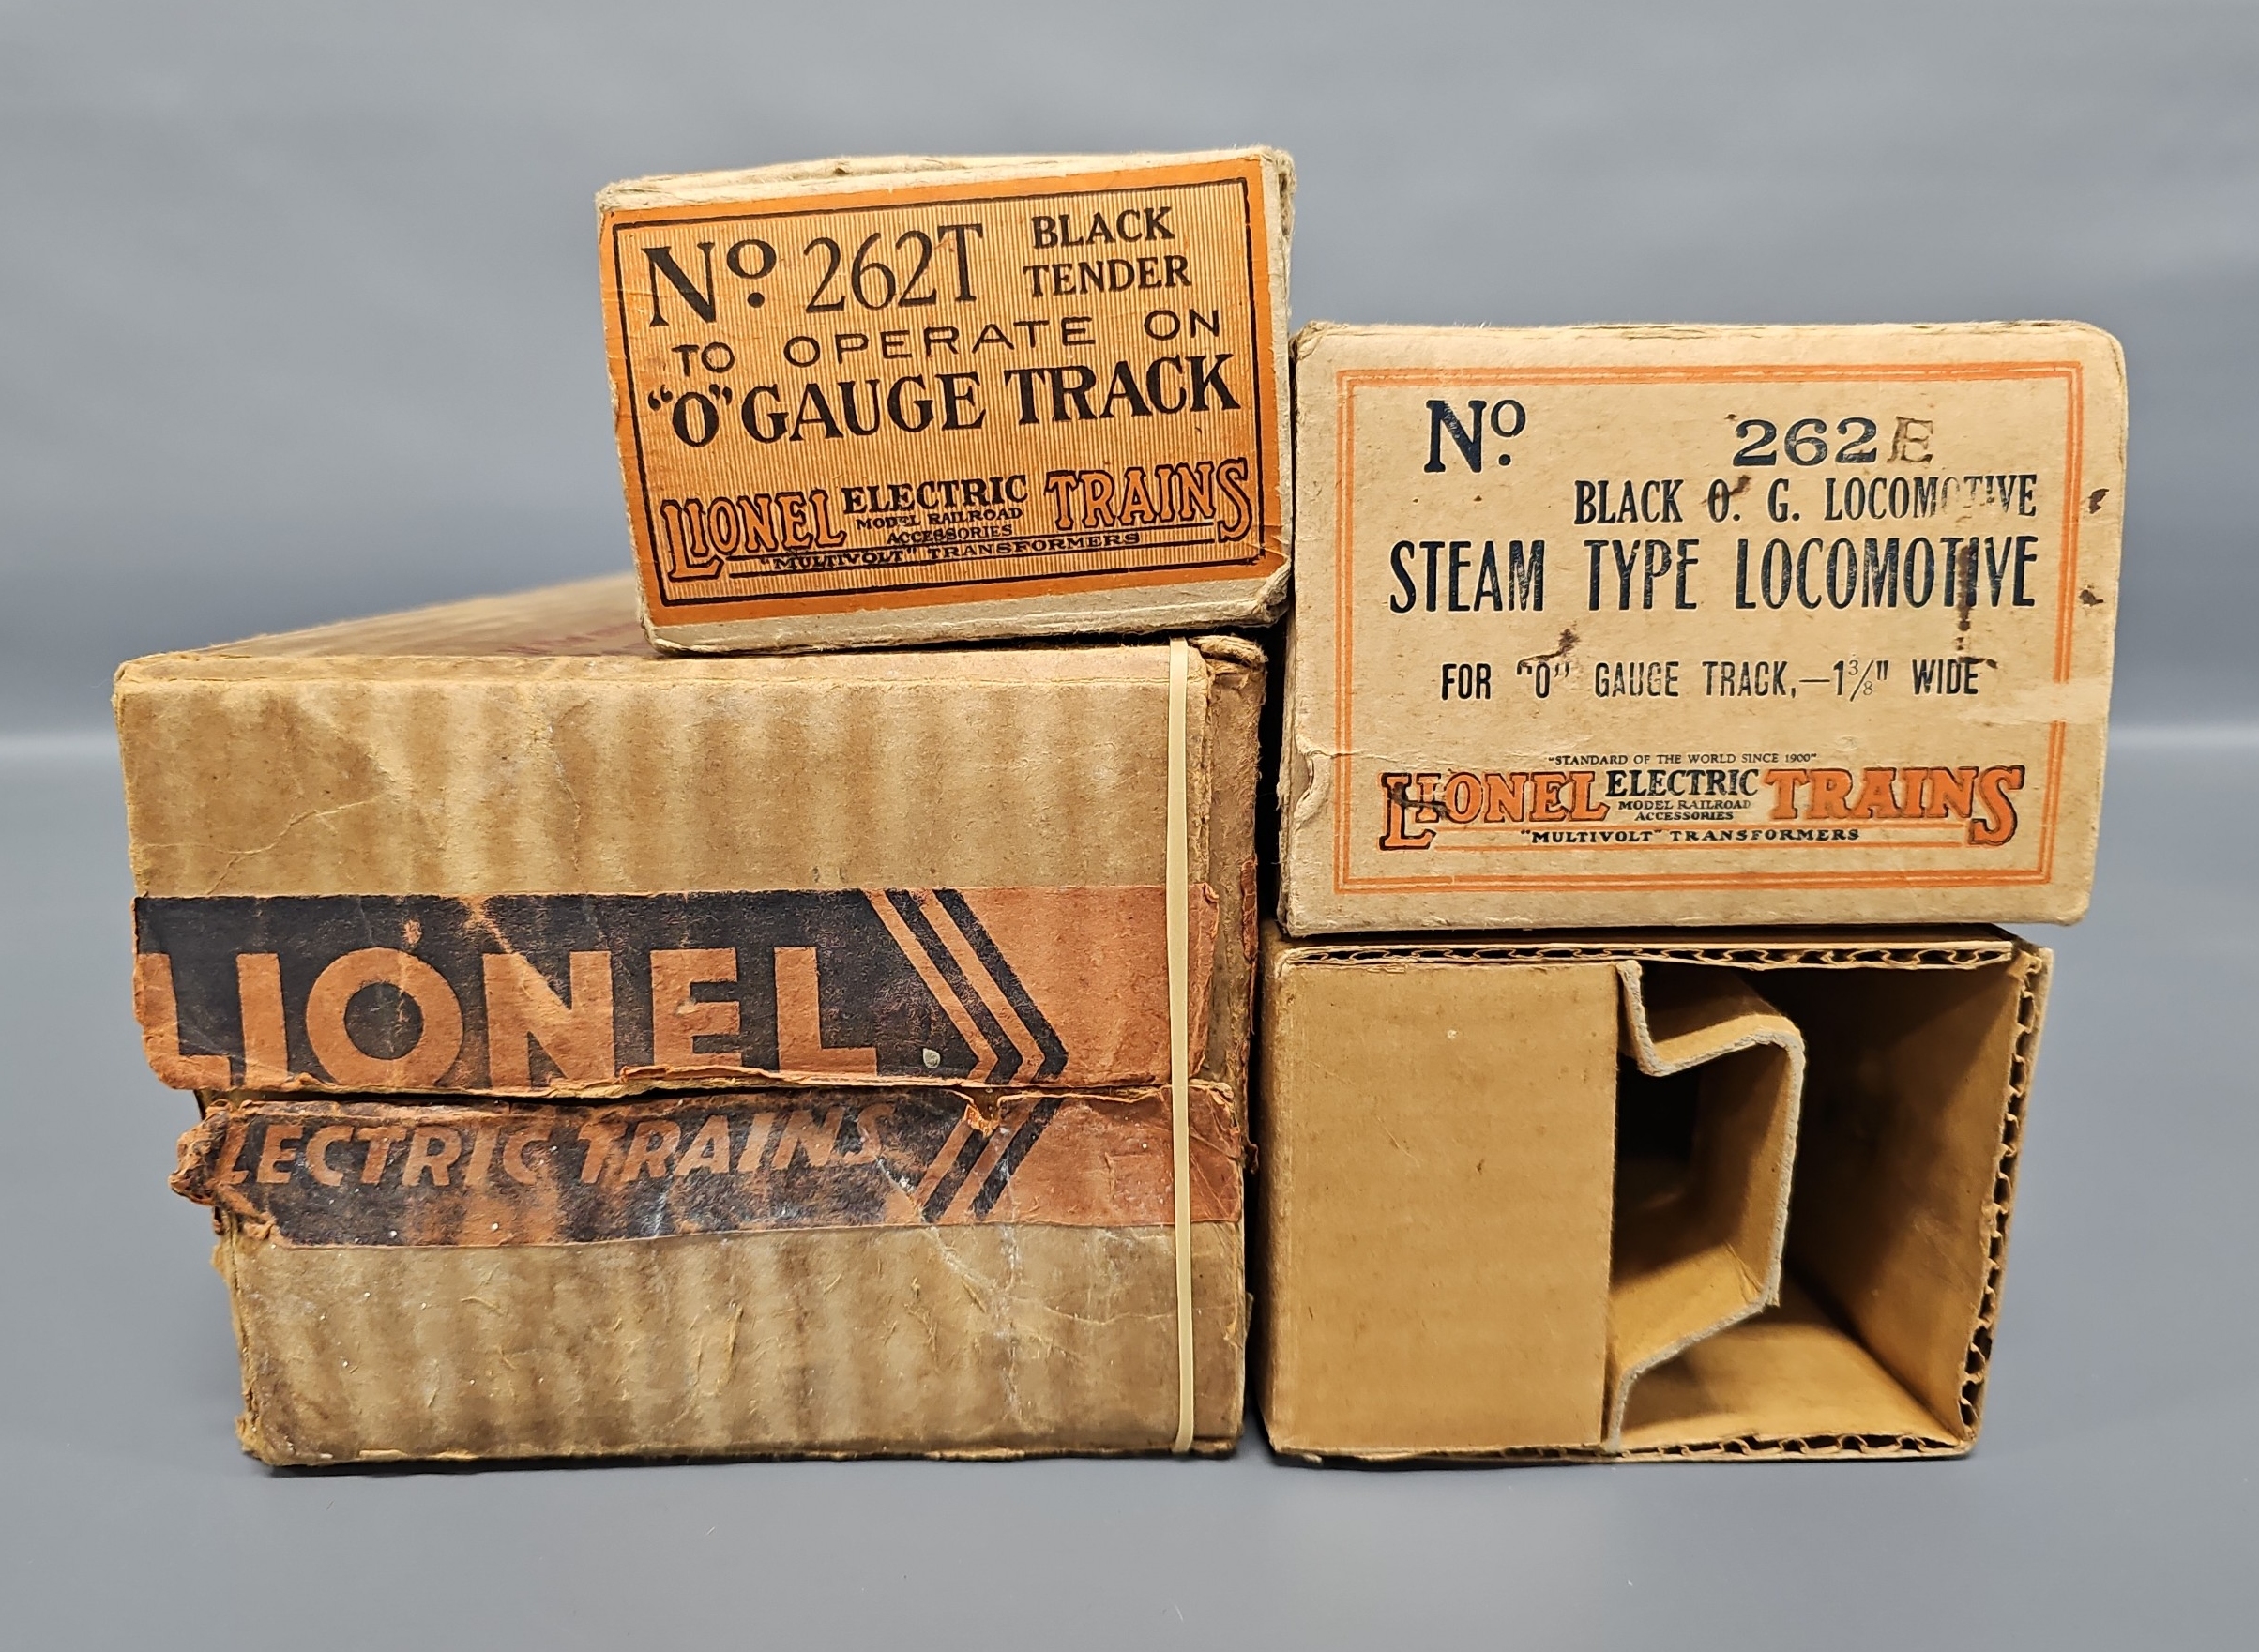 No. 262T BLACK TENDER
TO OPERATE ON
"O" GAUGE TRACK
LIONEL ELECTRIC TRAINS
MODEL RAILROAD
ACCESSORIES
"MULTIVOLT" TRANSFORMERS
No. 262E
BLACK O. G. LOCOMOTIVE
STEAM TYPE LOCOMOTIVE
FOR "O" GAUGE TRACK,—1 3/8" WIDE
"STANDARD OF THE WORLD SINCE 1900"
LIONEL ELECTRIC TRAINS
MODEL RAILROAD
ACCESSORIES
"MULTIVOLT" TRANSFORMERS
LIONEL
ELECTRIC TRAINS